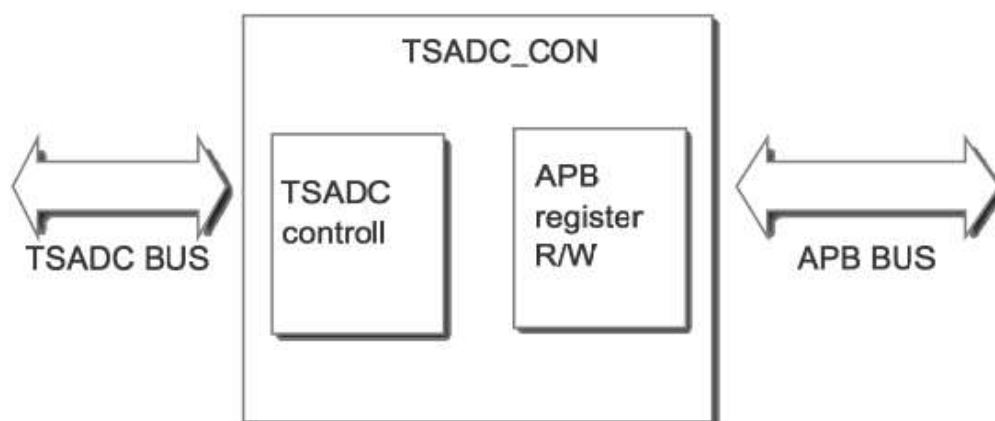 TSADC_CON
TSADC
controll
APB
register
R/W
TSADC BUS
APB BUS